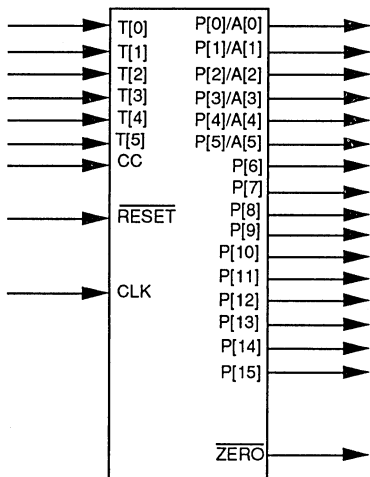 T[0] P[0]/A[0]
T[1] P[1]/A[1]
T[2] P[2]/A[2]
T[3] P[3]/A[3]
T[4] P[4]/A[4]
T[5] P[5]/A[5]
CC P[6]
P[7]
RESET P[8]
P[9]
P[10]
P[11]
CLK P[12]
P[13]
P[14]
P[15]
ZERO